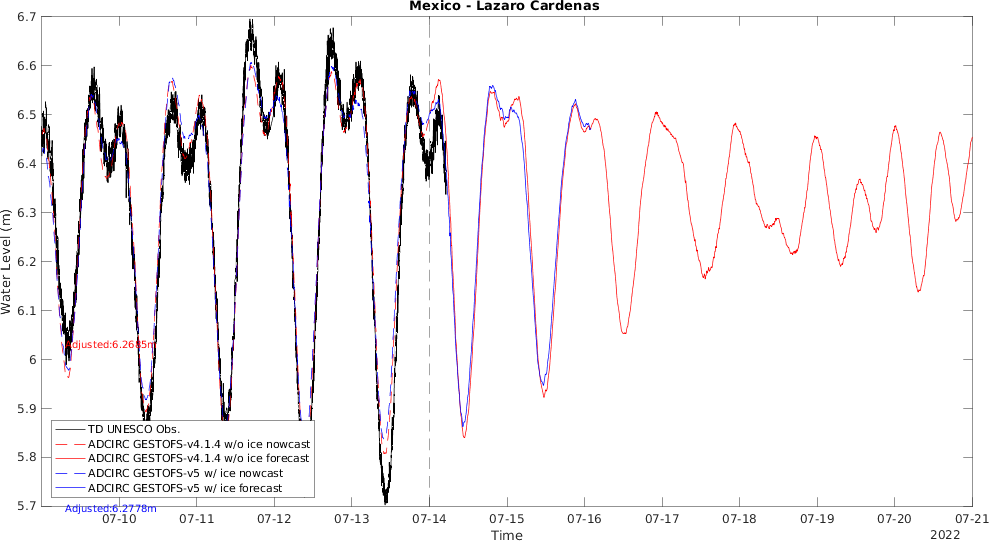 Mexico - Lazaro Cardenas
Water Level (m)
6.7
6.6
6.5
6.4
6.3
6.2
6.1
6
5.9
5.8
5.7
Adjusted:6.2685m
TD UNESCO Obs.
ADCIRC GESTOFS-v4.1.4 w/o ice nowcast
ADCIRC GESTOFS-v4.1.4 w/o ice forecast
ADCIRC GESTOFS-v5 w/ ice nowcast
ADCIRC GESTOFS-v5 w/ ice forecast
Adjusted:6.2778m
07-10 07-11 07-12 07-13 07-14 07-15 07-16 07-17 07-18 07-19 07-20 07-21
Time
2022